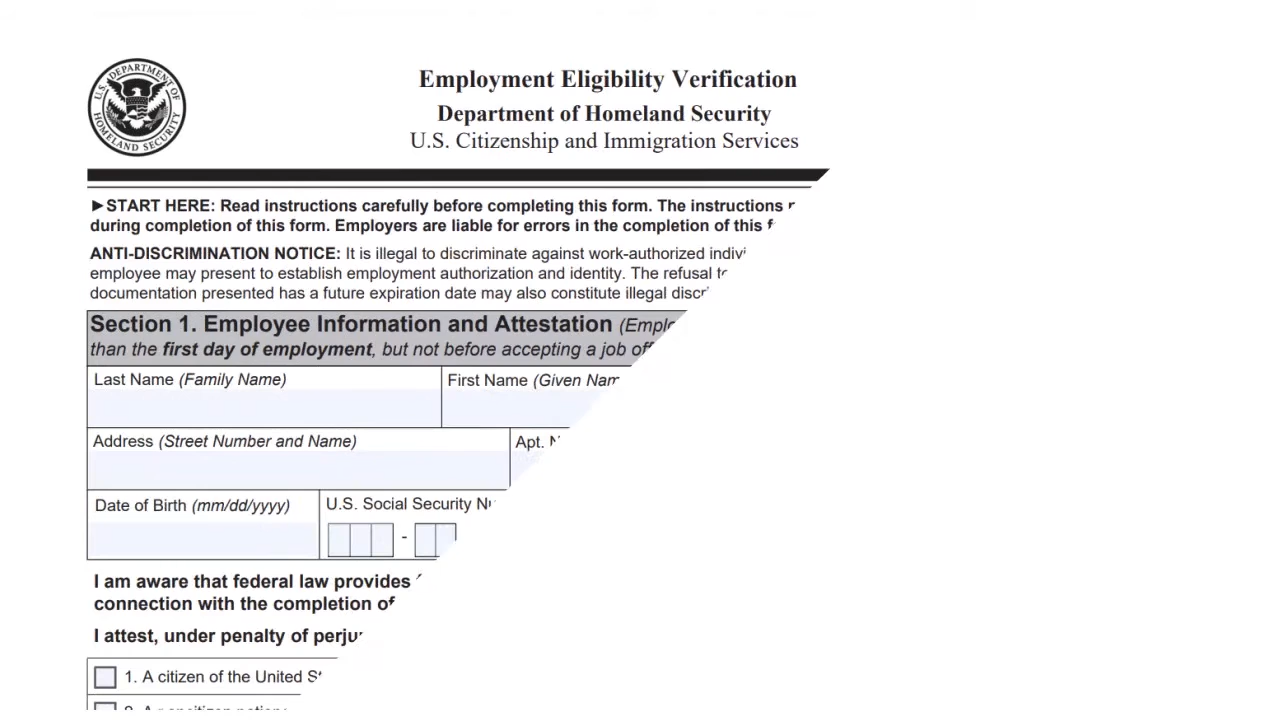 U.S. DEPARTMENT OF HOMELAND SECURITY
Employment Eligibility Verification
Department of Homeland Security
U.S. Citizenship and Immigration Services
►START HERE: Read instructions carefully before completing this form. The instructions
during completion of this form. Employers are liable for errors in the completion of this
ANTI-DISCRIMINATION NOTICE: It is illegal to discriminate against work-authorized
employee may present to establish employment authorization and identity. The refusal
documentation presented has a future expiration date may also constitute illegal
Section 1. Employee Information and Attestation
than the first day of employment, but not before accepting a job
Last Name (Family Name) First Name (Given
Address (Street Number and Name) Apt.
Date of Birth (mm/dd/yyyy) U.S. Social Security
- 
I am aware that federal law provides
connection with the completion of
I attest, under penalty of
1. A citizen of the United